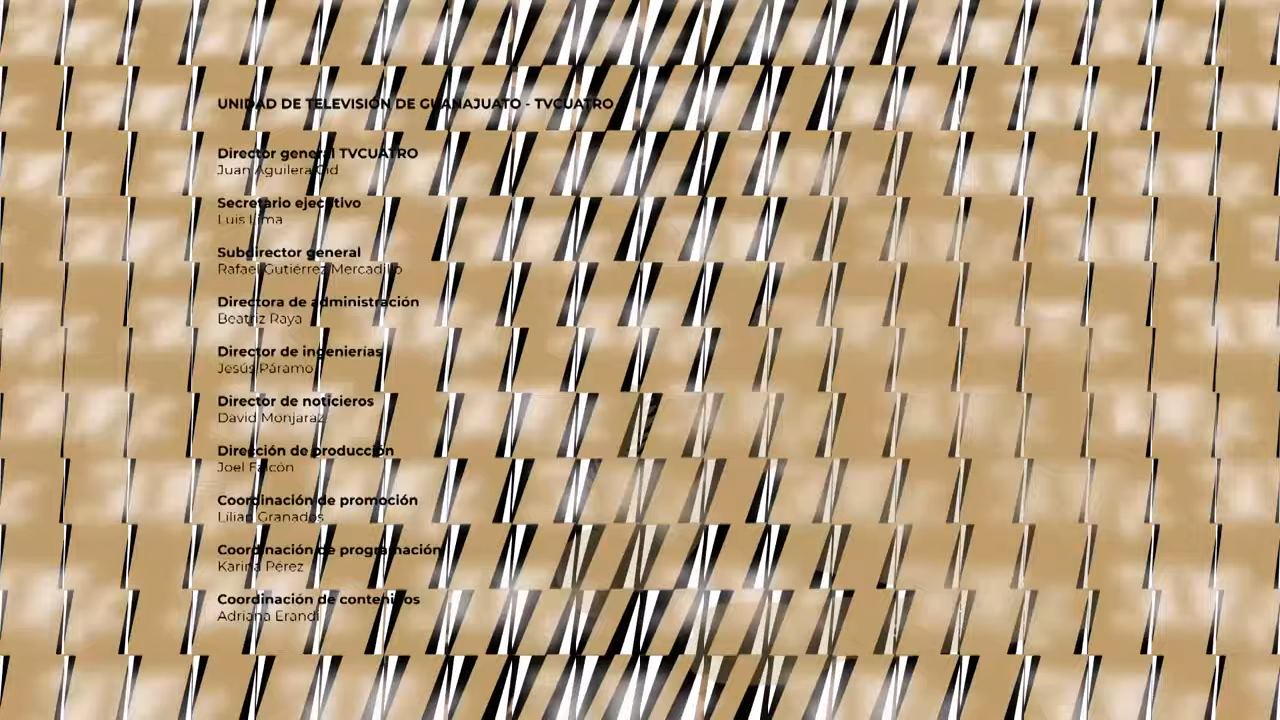 UNIDAD DE TELEVISIÓN DE GUANAJUATO - TVCUATRO
Director general TVCUATRO
Juan Aguilera Cid
Secretario ejecutivo
Luis Lima
Subdirector general
Rafael Gutiérrez Mercadillo
Directora de administración
Beatriz Raya
Director de ingenierías
Jesús Páramo
Director de noticieros
David Monjaraz
Dirección de producción
Joel Falcón
Coordinación de promoción
Lilian Granados
Coordinación de programación
Karina Pérez
Coordinación de contenidos
Adriana Erandi